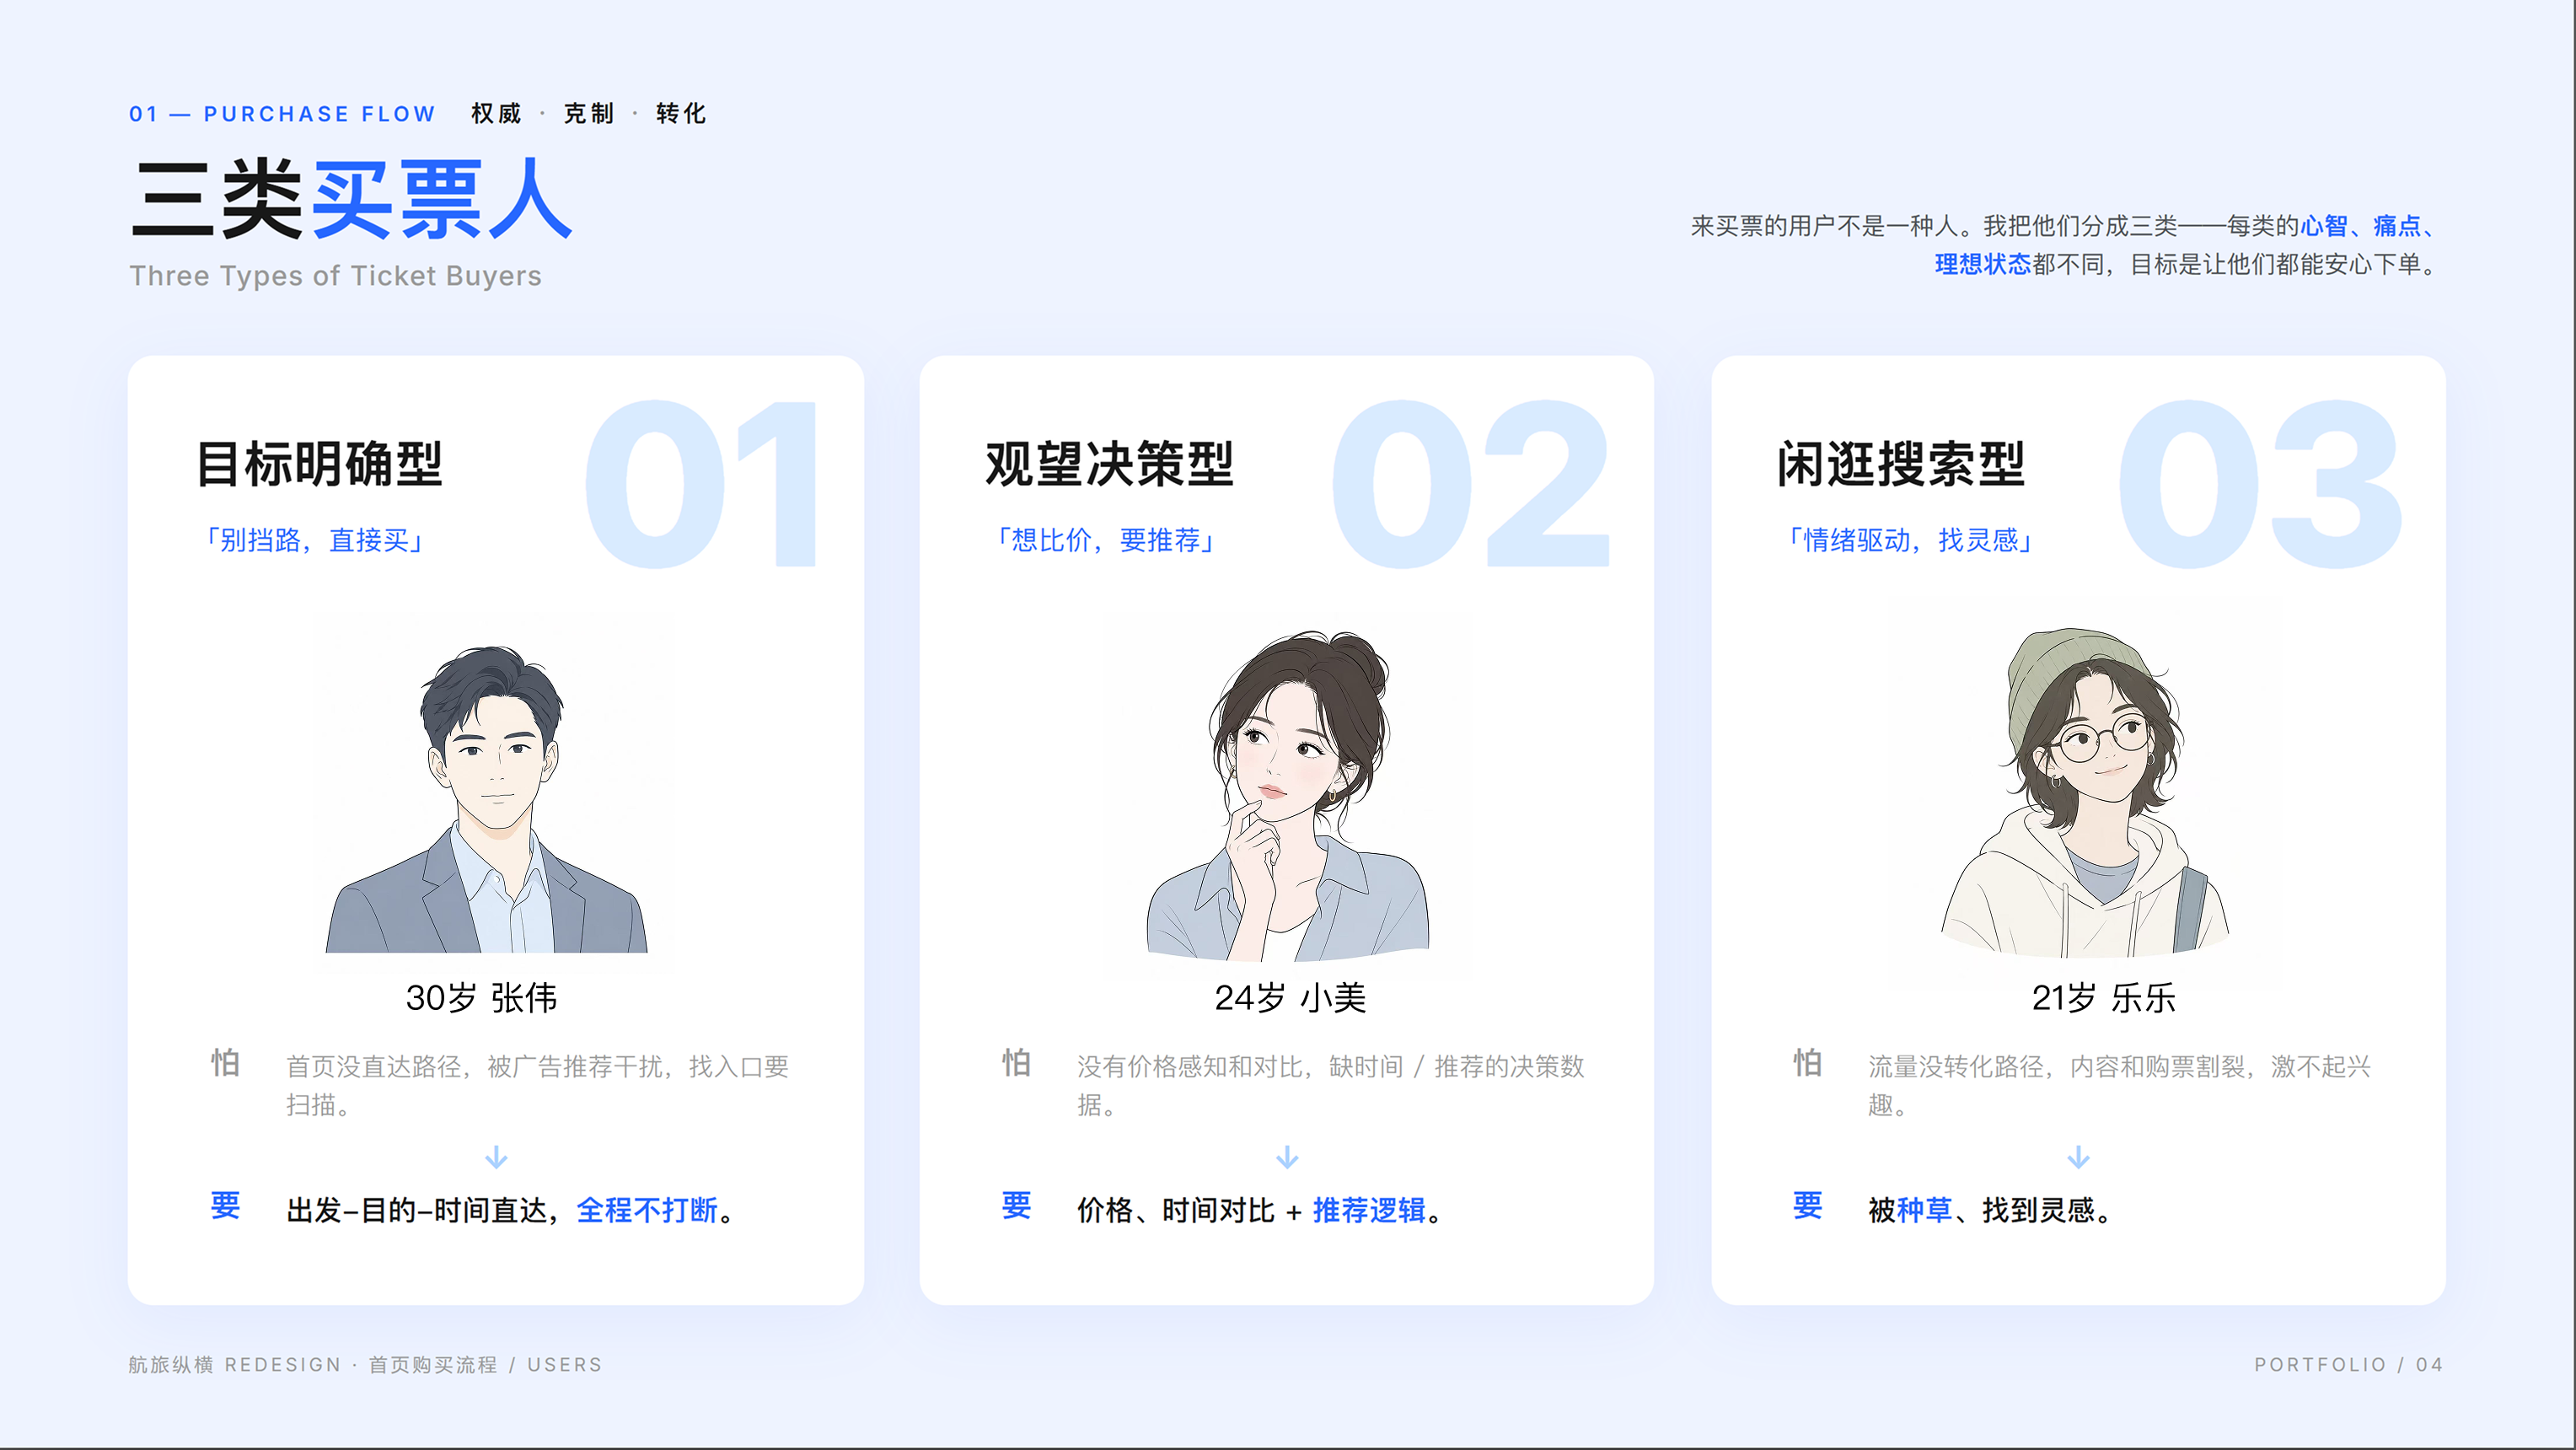 01 — PURCHASE FLOW 权威 · 克制 · 转化
三类买票人
Three Types of Ticket Buyers
来买票的用户不是一种人。我把他们分成三类——每类的心智、痛点、
理想状态都不同，目标是让他们都能安心下单。
01
目标明确型
「别挡路，直接买」
30岁 张伟
怕 首页没直达路径，被广告推荐干扰，找入口要
扫描。
↓
要 出发–目的–时间直达，全程不打断。
02
观望决策型
「想比价，要推荐」
24岁 小美
怕 没有价格感知和对比，缺时间 / 推荐的决策数
据。
↓
要 价格、时间对比 + 推荐逻辑。
03
闲逛搜索型
「情绪驱动，找灵感」
21岁 乐乐
怕 流量没转化路径，内容和购票割裂，激不起兴
趣。
↓
要 被种草、找到灵感。
航旅纵横 REDESIGN · 首页购买流程 / USERS
PORTFOLIO / 04